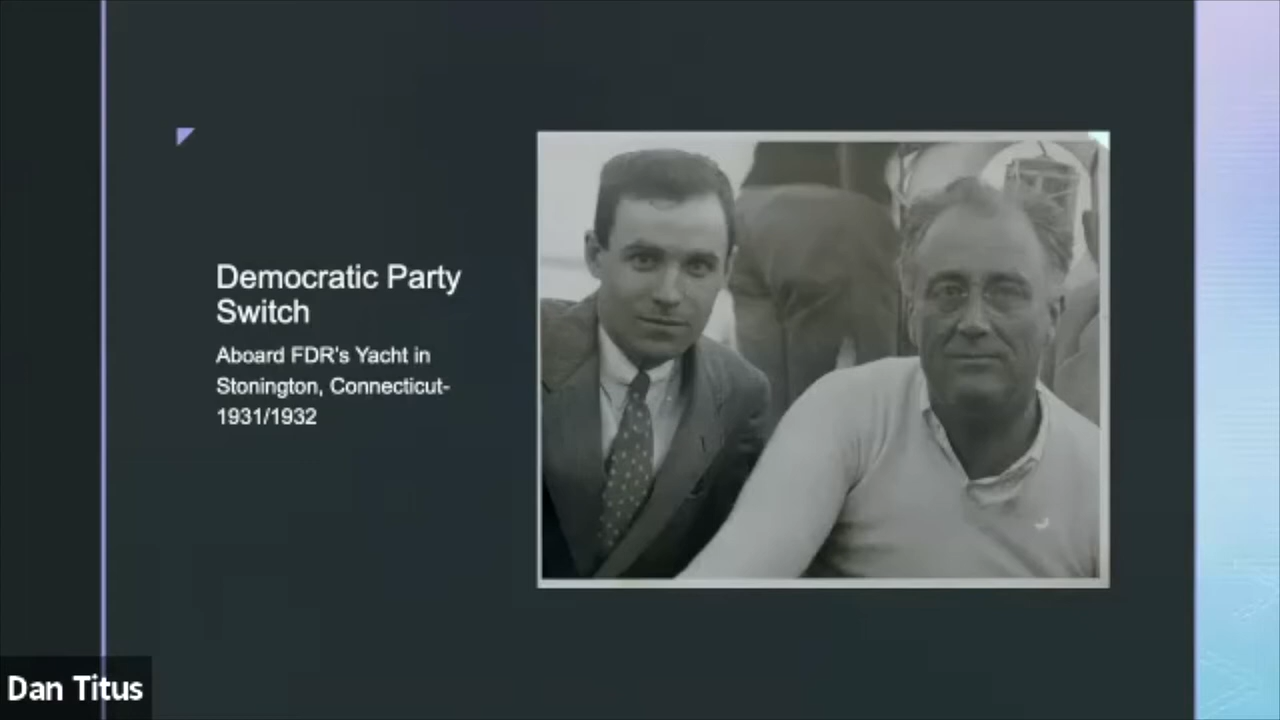 Democratic Party
Switch
Aboard FDR's Yacht in
Stonington, Connecticut-
1931/1932
Dan Titus